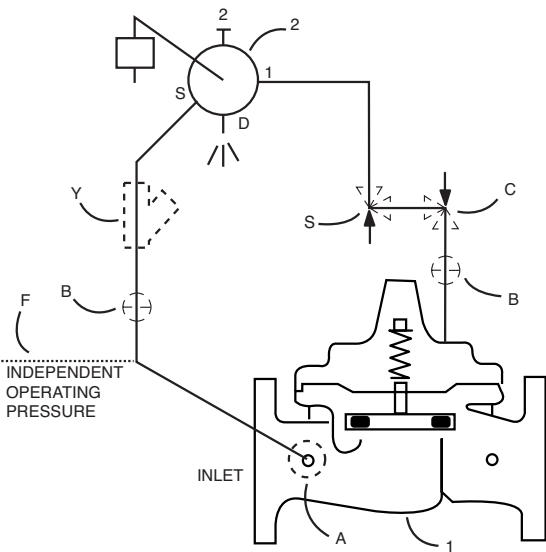 2
2
1
S
D
Y
C
S
B
B
F
INDEPENDENT
OPERATING
PRESSURE
INLET
A
1